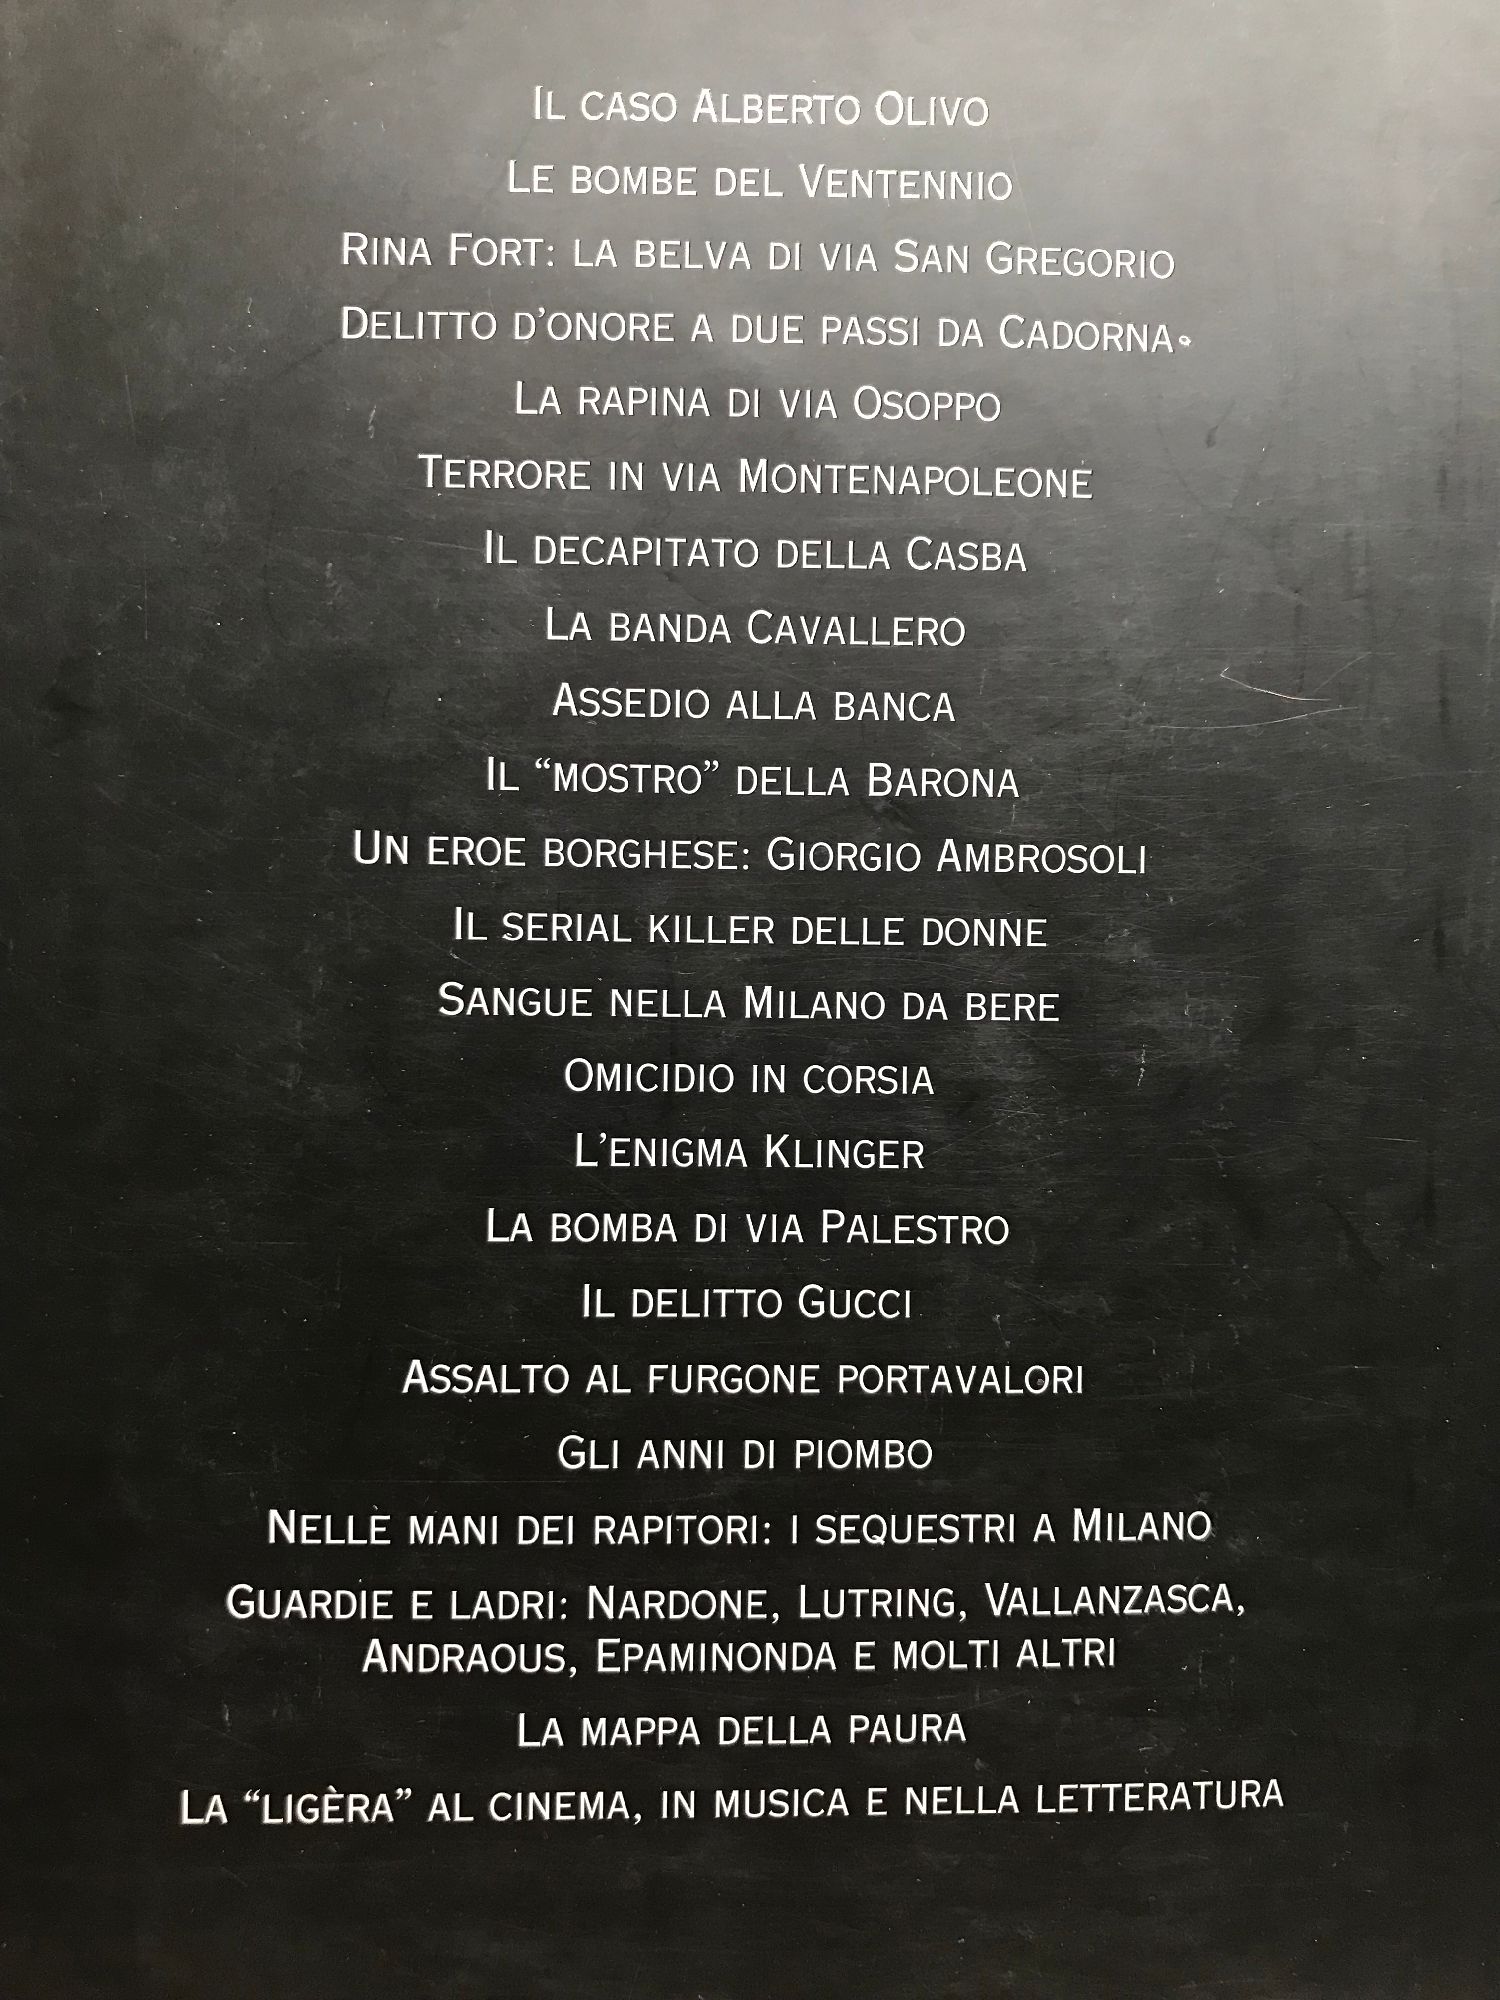 Il caso Alberto Olivo
Le bombe del Ventennio
Rina Fort: la belva di via San Gregorio
Delitto d’onore a due passi da Cadorna
La rapina di via Osoppo
Terrore in via Montenapoleone
Il decapitato della Casba
La banda Cavallero
Assedio alla banca
Il “mostro” della Barona
Un eroe borghese: Giorgio Ambrosoli
Il serial killer delle donne
Sangue nella Milano da bere
Omicidio in corsia
L’enigma Klinger
La bomba di via Palestro
Il delitto Gucci
Assalto al furgone portavalori
Gli anni di piombo
Nelle mani dei rapitori: i sequestri a Milano
Guardie e ladri: Nardone, Lutring, Vallanzasca,
Andraous, Epaminonda e molti altri
La mappa della paura
La “ligèra” al cinema, in musica e nella letteratura